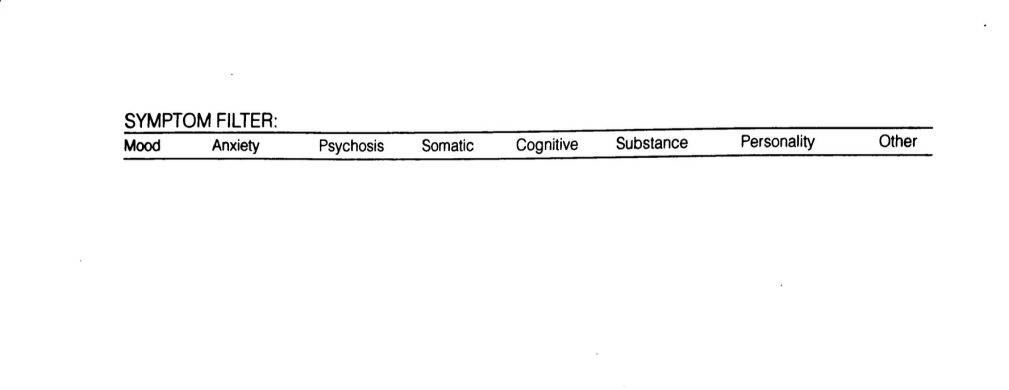 SYMPTOM FILTER:
Mood Anxiety Psychosis Somatic Cognitive Substance Personality Other